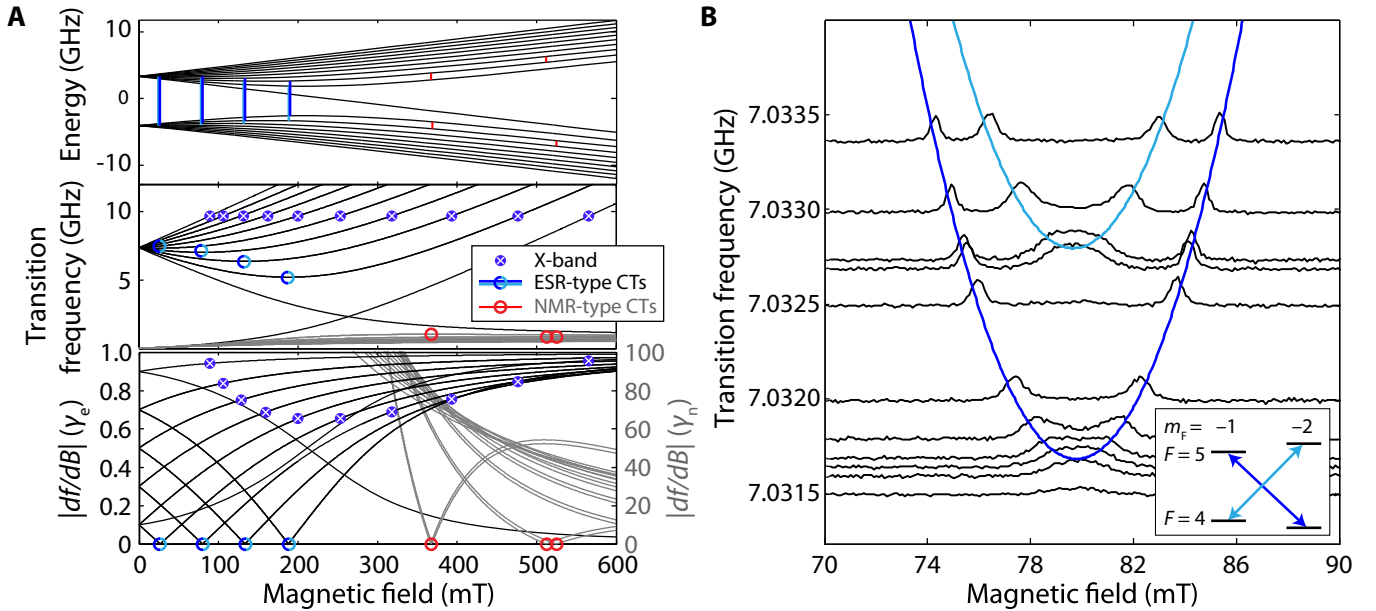 A
Energy (GHz)
10
0
-10
Transition
frequency (GHz)
10
5
X-band
ESR-type CTs
NMR-type CTs
|df/dB| (γe)
1.0
0.8
0.6
0.4
0.2
0
100
80
60
40
20
0
|df/dB| (γn)
0 100 200 300 400 500 600
Magnetic field (mT)
B
Transition frequency (GHz)
7.0335
7.0330
7.0325
7.0320
7.0315
mF = −1 −2
F = 5
F = 4
70 74 78 82 86 90
Magnetic field (mT)